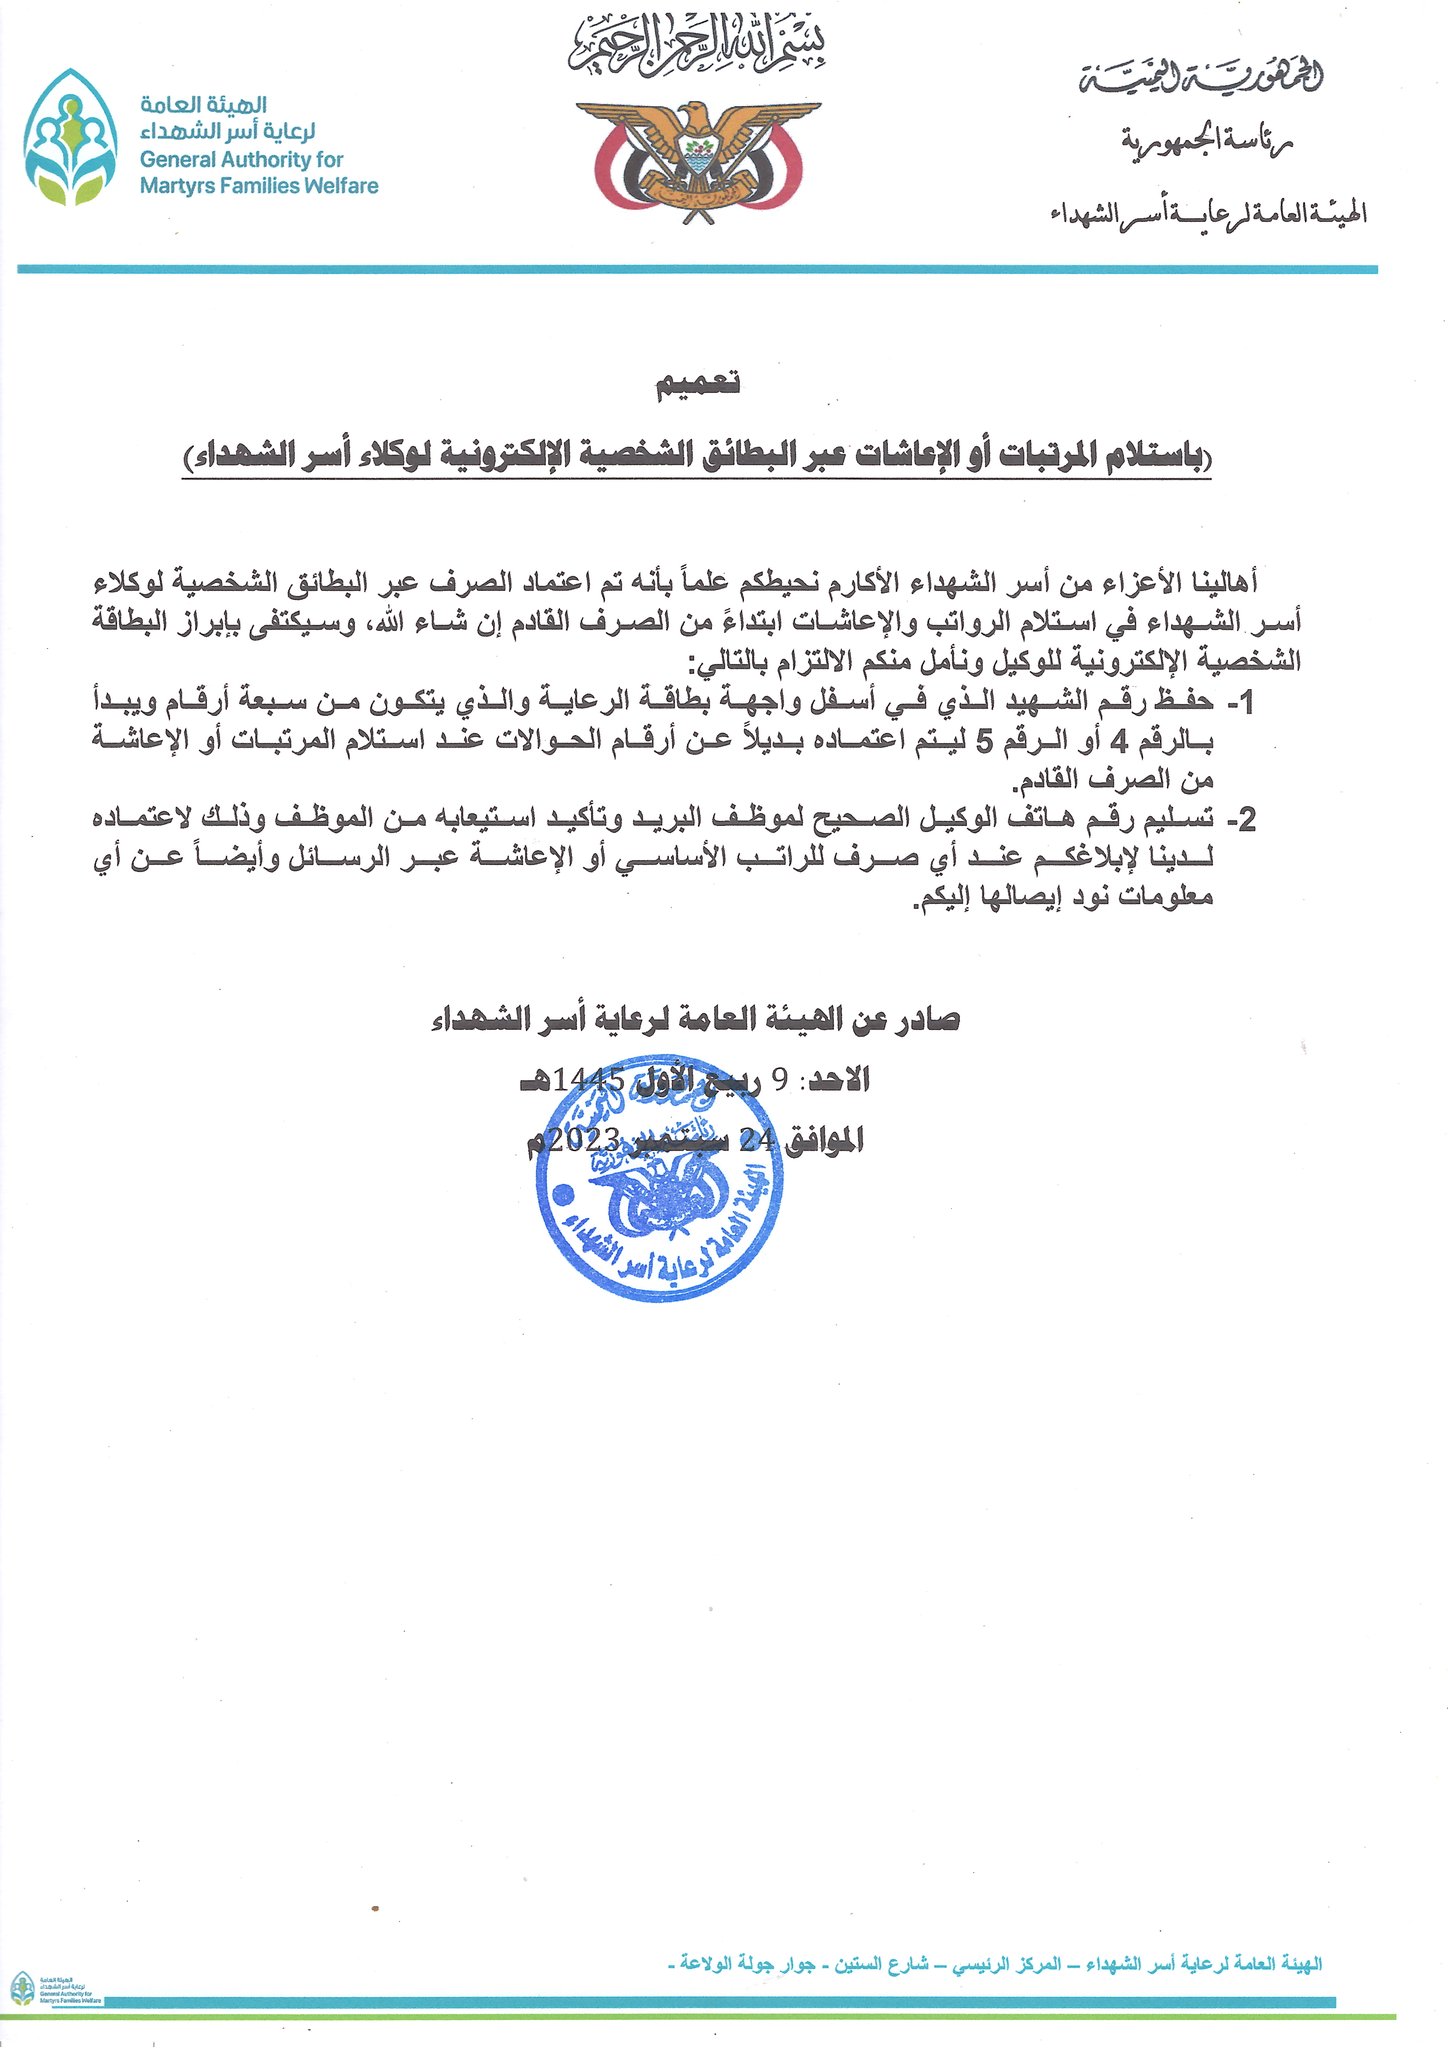 بسم الله الرحمن الرحيم
الجمهورية اليمنية
رئاسة الجمهورية
الهيئة العامة لرعاية أسر الشهداء
الهيئة العامة
لرعاية أسر الشهداء
General Authority for
Martyrs Families Welfare
تعميم
(باستلام المرتبات أو الإعاشات عبر البطائق الشخصية الإلكترونية لوكلاء أسر الشهداء)
أهالينا الأعزاء من أسر الشهداء الأكارم نحيطكم علماً بأنه تم اعتماد الصرف عبر البطائق الشخصية لوكلاء
أسر الشهداء في استلام الرواتب والإعاشات ابتداءً من الصرف القادم إن شاء الله، وسيكتفى بإبراز البطاقة
الشخصية الإلكترونية للوكيل ونأمل منكم الالتزام بالتالي:
1- حفظ رقم الشهيد الذي في أسفل واجهة بطاقة الرعاية والذي يتكون من سبعة أرقام ويبدأ
بالرقم 4 أو الرقم 5 ليتم اعتماده بديلاً عن أرقام الحوالات عند استلام المرتبات أو الإعاشة
من الصرف القادم.
2- تسليم رقم هاتف الوكيل الصحيح لموظف البريد وتأكيد استيعابه من الموظف وذلك لاعتماده
لدينا لإبلاغكم عند أي صرف للراتب الأساسي أو الإعاشة عبر الرسائل وأيضاً عن أي
معلومات نود إيصالها إليكم.
صادر عن الهيئة العامة لرعاية أسر الشهداء
الاحد: 9 ربيع الأول 1445هـ
الموافق 24 سبتمبر 2023م
الجمهورية اليمنية
رئاسة الجمهورية
الهيئة العامة لرعاية أسر الشهداء
الهيئة العامة لرعاية أسر الشهداء – المركز الرئيسي – شارع الستين - جوار جولة الولاعة -
الهيئة العامة
لرعاية أسر الشهداء
General Authority for
Martyrs Families Welfare